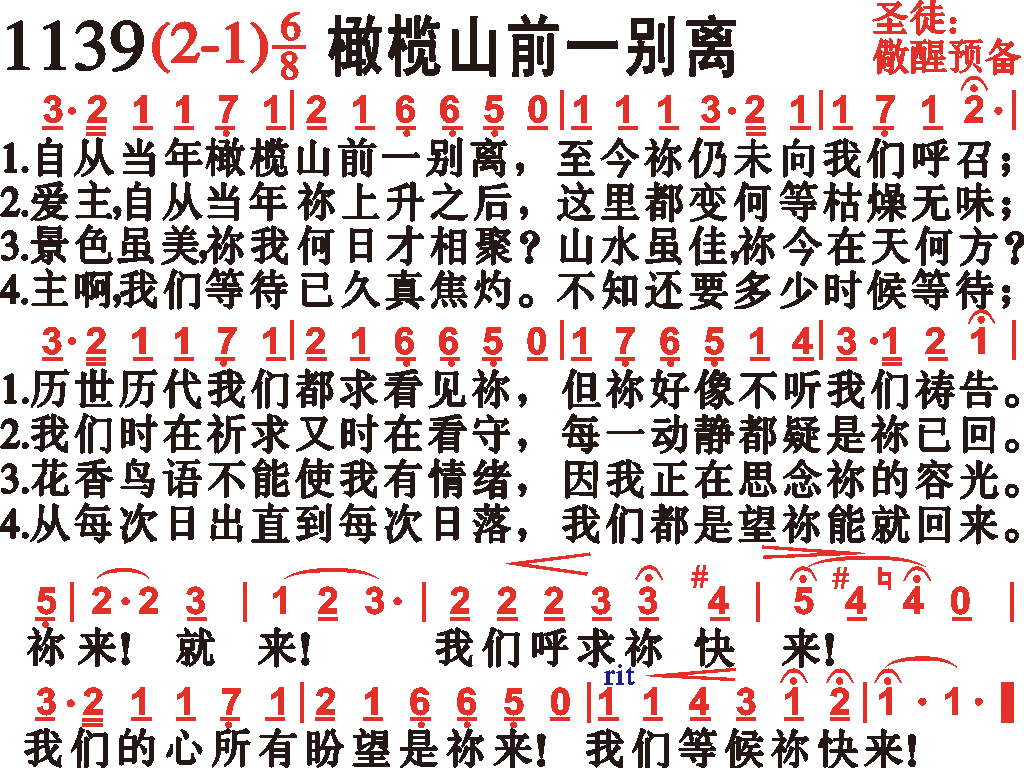 1139(2-1)6/8 橄榄山前一别离 圣徒:
儆醒预备
3·2 1 1 7 1|2 1 6 6 5 0|1 1 1 3·2 1|1 7 1 2·|
1.自从当年橄榄山前一别离，至今祢仍未向我们呼召；
2.爱主,自从当年祢上升之后，这里都变何等枯燥无味；
3.景色虽美,祢我何日才相聚？山水虽佳,祢今在天何方？
4.主啊,我们等待已久真焦灼。不知还要多少时候等待；
3·2 1 1 7 1|2 1 6 6 5 0|1 7 6 5 1 4|3·1 2 1|
1.历世历代我们都求看见祢，但祢好像不听我们祷告。
2.我们时在祈求又时在看守，每一动静都疑是祢已回。
3.花香鸟语不能使我有情绪，因我正在思念祢的容光。
4.从每次日出直到每次日落，我们都是望祢能就回来。
5|2·2 3|1 2 3·|2 2 2 3 3 #4|5 #4 ♮4 0|
祢来！就来！我们呼求祢快来！
rit
3·2 1 1 7 1|2 1 6 6 5 0|1 1 4 3 1 2|1·1·
我们的心所有盼望是祢来！我们等候祢快来！